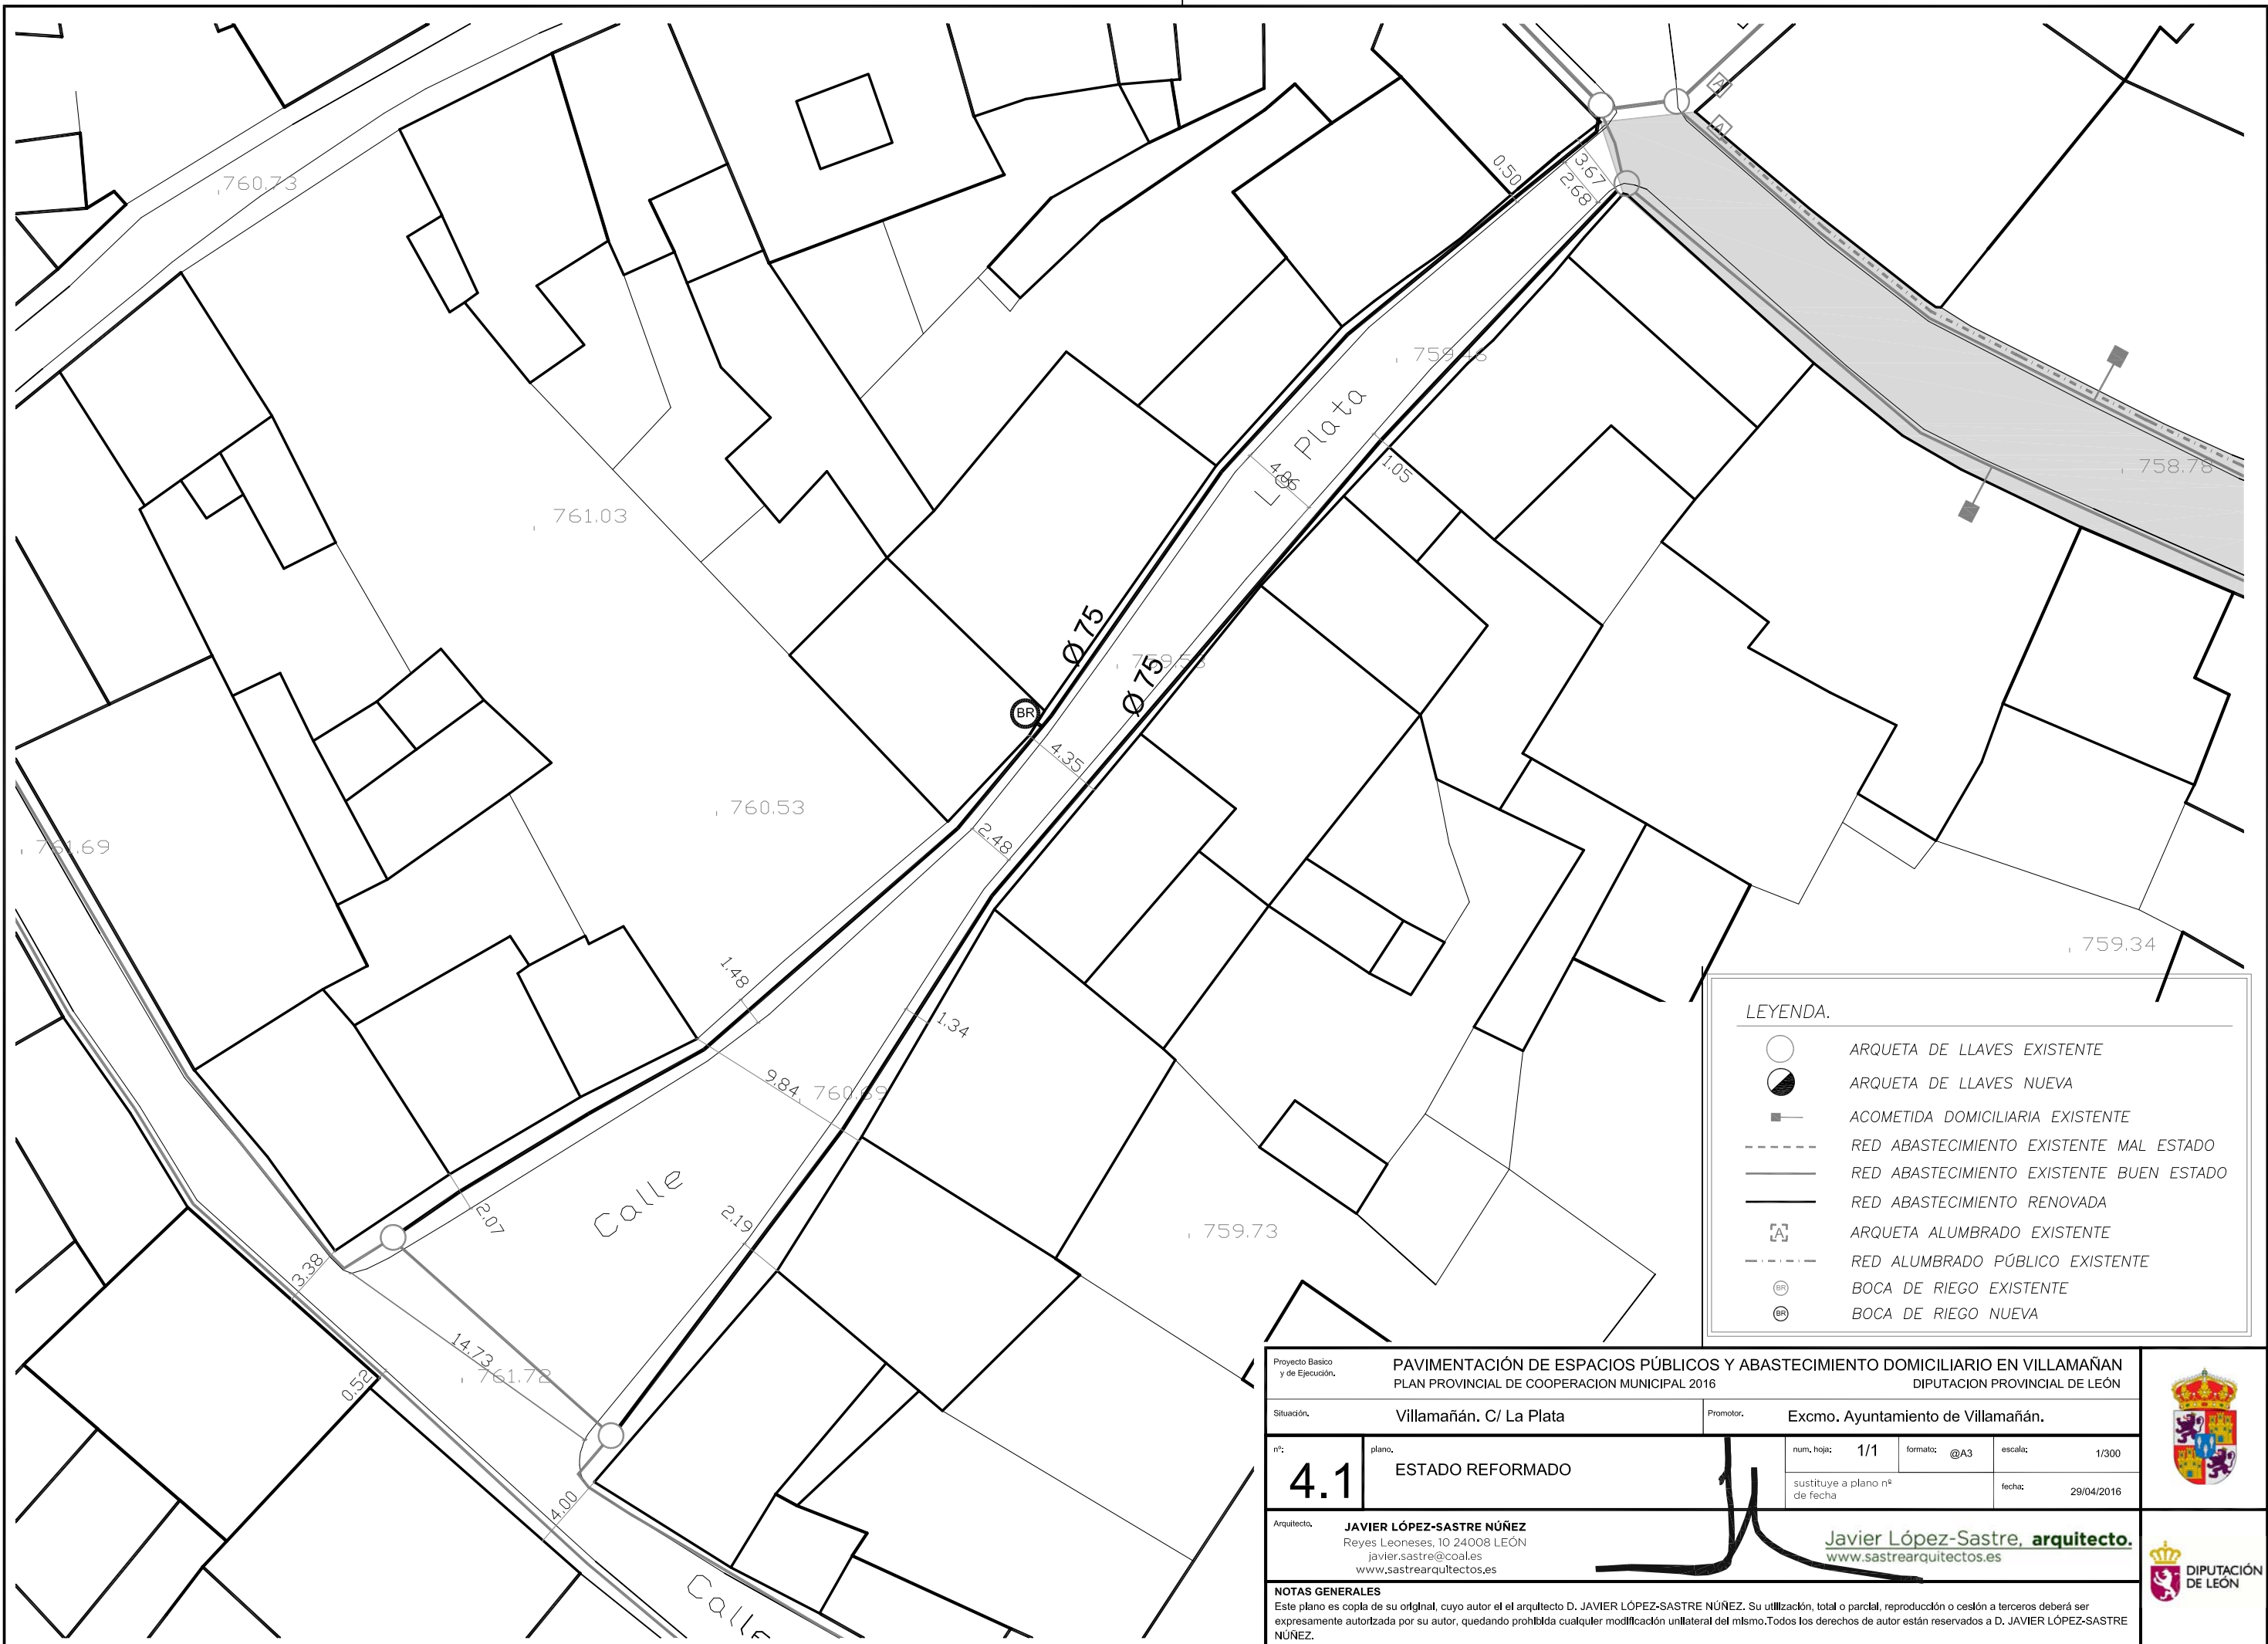 760.73
0.50
3.67
2.68
A
A
759.46
La Plata
4.06
1.05
758.78
761.03
Ø 75
759.53
Ø 75
BR
4.35
760.53
2.48
761.69
759.34
1.48
1.34
9.84
760.69
Calle
2.07
2.19
759.73
3.38
14.73
761.72
0.52
4.00
Calle
LEYENDA.
ARQUETA DE LLAVES EXISTENTE
ARQUETA DE LLAVES NUEVA
ACOMETIDA DOMICILIARIA EXISTENTE
RED ABASTECIMIENTO EXISTENTE MAL ESTADO
RED ABASTECIMIENTO EXISTENTE BUEN ESTADO
RED ABASTECIMIENTO RENOVADA
A ARQUETA ALUMBRADO EXISTENTE
RED ALUMBRADO PÚBLICO EXISTENTE
BR BOCA DE RIEGO EXISTENTE
BR BOCA DE RIEGO NUEVA
Proyecto Basico
y de Ejecución.
PAVIMENTACIÓN DE ESPACIOS PÚBLICOS Y ABASTECIMIENTO DOMICILIARIO EN VILLAMAÑAN
PLAN PROVINCIAL DE COOPERACION MUNICIPAL 2016 DIPUTACION PROVINCIAL DE LEÓN
Situación. Villamañán. C/ La Plata
Promotor. Excmo. Ayuntamiento de Villamañán.
nº: 4.1
plano. ESTADO REFORMADO
num. hoja: 1/1
formato: @A3
escala: 1/300
sustituye a plano nº
de fecha
fecha: 29/04/2016
Arquitecto. JAVIER LÓPEZ-SASTRE NÚÑEZ
Reyes Leoneses, 10 24008 LEÓN
javier.sastre@coal.es
www.sastrearquitectos.es
Javier López-Sastre, arquitecto.
www.sastrearquitectos.es
DIPUTACIÓN
DE LEÓN
NOTAS GENERALES
Este plano es copia de su original, cuyo autor el el arquitecto D. JAVIER LÓPEZ-SASTRE NÚÑEZ. Su utilización, total o parcial, reproducción o cesión a terceros deberá ser
expresamente autorizada por su autor, quedando prohibida cualquier modificación unilateral del mismo.Todos los derechos de autor están reservados a D. JAVIER LÓPEZ-SASTRE
NÚÑEZ.